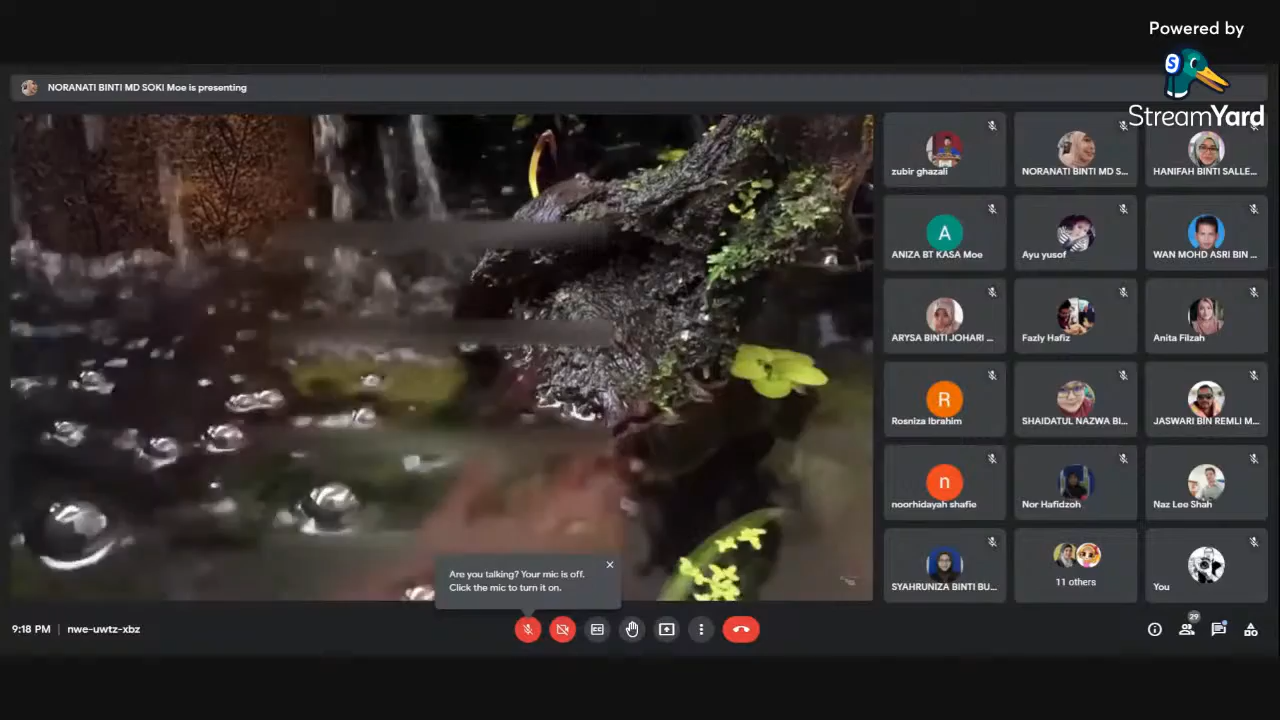 Powered by
StreamYard
NORANATI BINTI MD SOKI Moe is presenting
zubir ghazali
NORANATI BINTI MD S...
HANIFAH BINTI SALLE...
A
ANIZA BT KASA Moe
Ayu yusof
WAN MOHD ASRI BIN ...
ARYSA BINTI JOHARI ...
Fazly Hafiz
Anita Filzah
R
Rosniza Ibrahim
SHAIDATUL NAZWA BI...
JASWARI BIN REMLI M...
n
noorhidayah shafie
Nor Hafidzoh
Naz Lee Shah
SYAHRUNIZA BINTI BU...
11 others
You
Are you talking? Your mic is off.
Click the mic to turn it on.
9:18 PM | nwe-uwtz-xbz
29